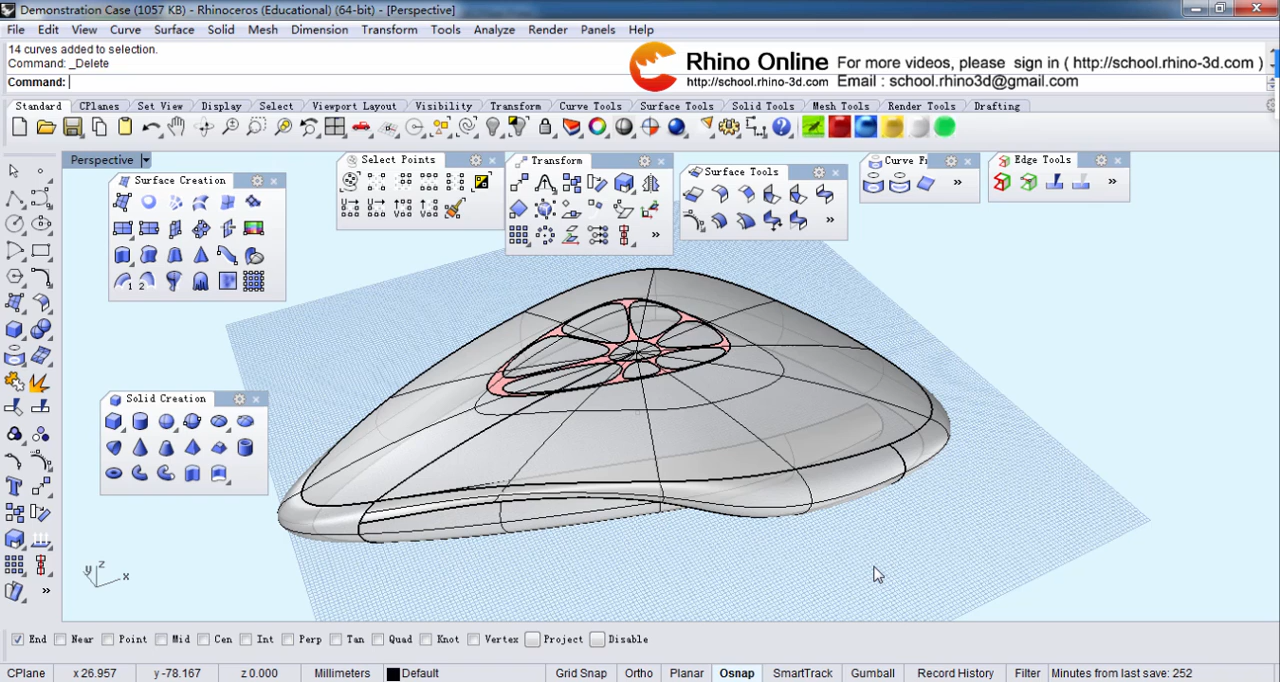 Demonstration Case (1057 KB) - Rhinoceros (Educational) (64-bit) - [Perspective]
File Edit View Curve Surface Solid Mesh Dimension Transform Tools Analyze Render Panels Help
14 curves added to selection.
Command: _Delete
Command:
Rhino Online
http://school.rhino-3d.com
For more videos, please sign in ( http://school.rhino-3d.com )
Email : school.rhino3d@gmail.com
Standard CPlanes Set View Display Select Viewport Layout Visibility Transform Curve Tools Surface Tools Solid Tools Mesh Tools Render Tools Drafting
Perspective
Select Points
Transform
Surface Tools
Curve F
Edge Tools
Surface Creation
Solid Creation
z
y
x
End Near Point Mid Cen Int Perp Tan Quad Knot Vertex Project Disable
CPlane x 26.957 y -78.167 z 0.000 Millimeters Default Grid Snap Ortho Planar Osnap SmartTrack Gumball Record History Filter Minutes from last save: 252